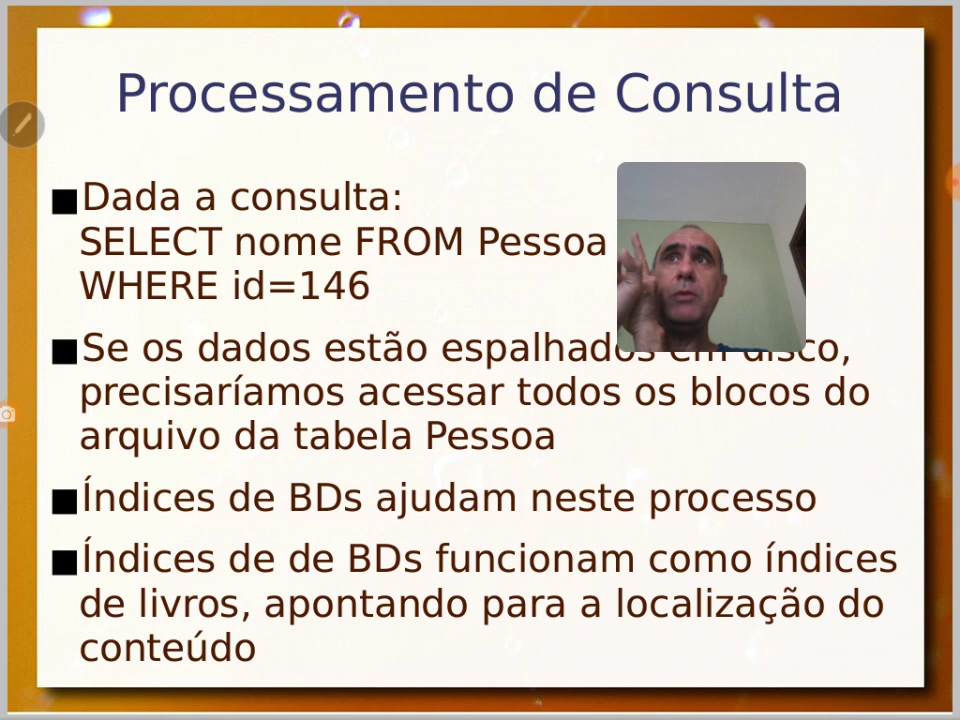 Processamento de Consulta
Dada a consulta:
SELECT nome FROM Pessoa
WHERE id=146
Se os dados estão espalhados em disco,
precisaríamos acessar todos os blocos do
arquivo da tabela Pessoa
Índices de BDs ajudam neste processo
Índices de de BDs funcionam como índices
de livros, apontando para a localização do
conteúdo